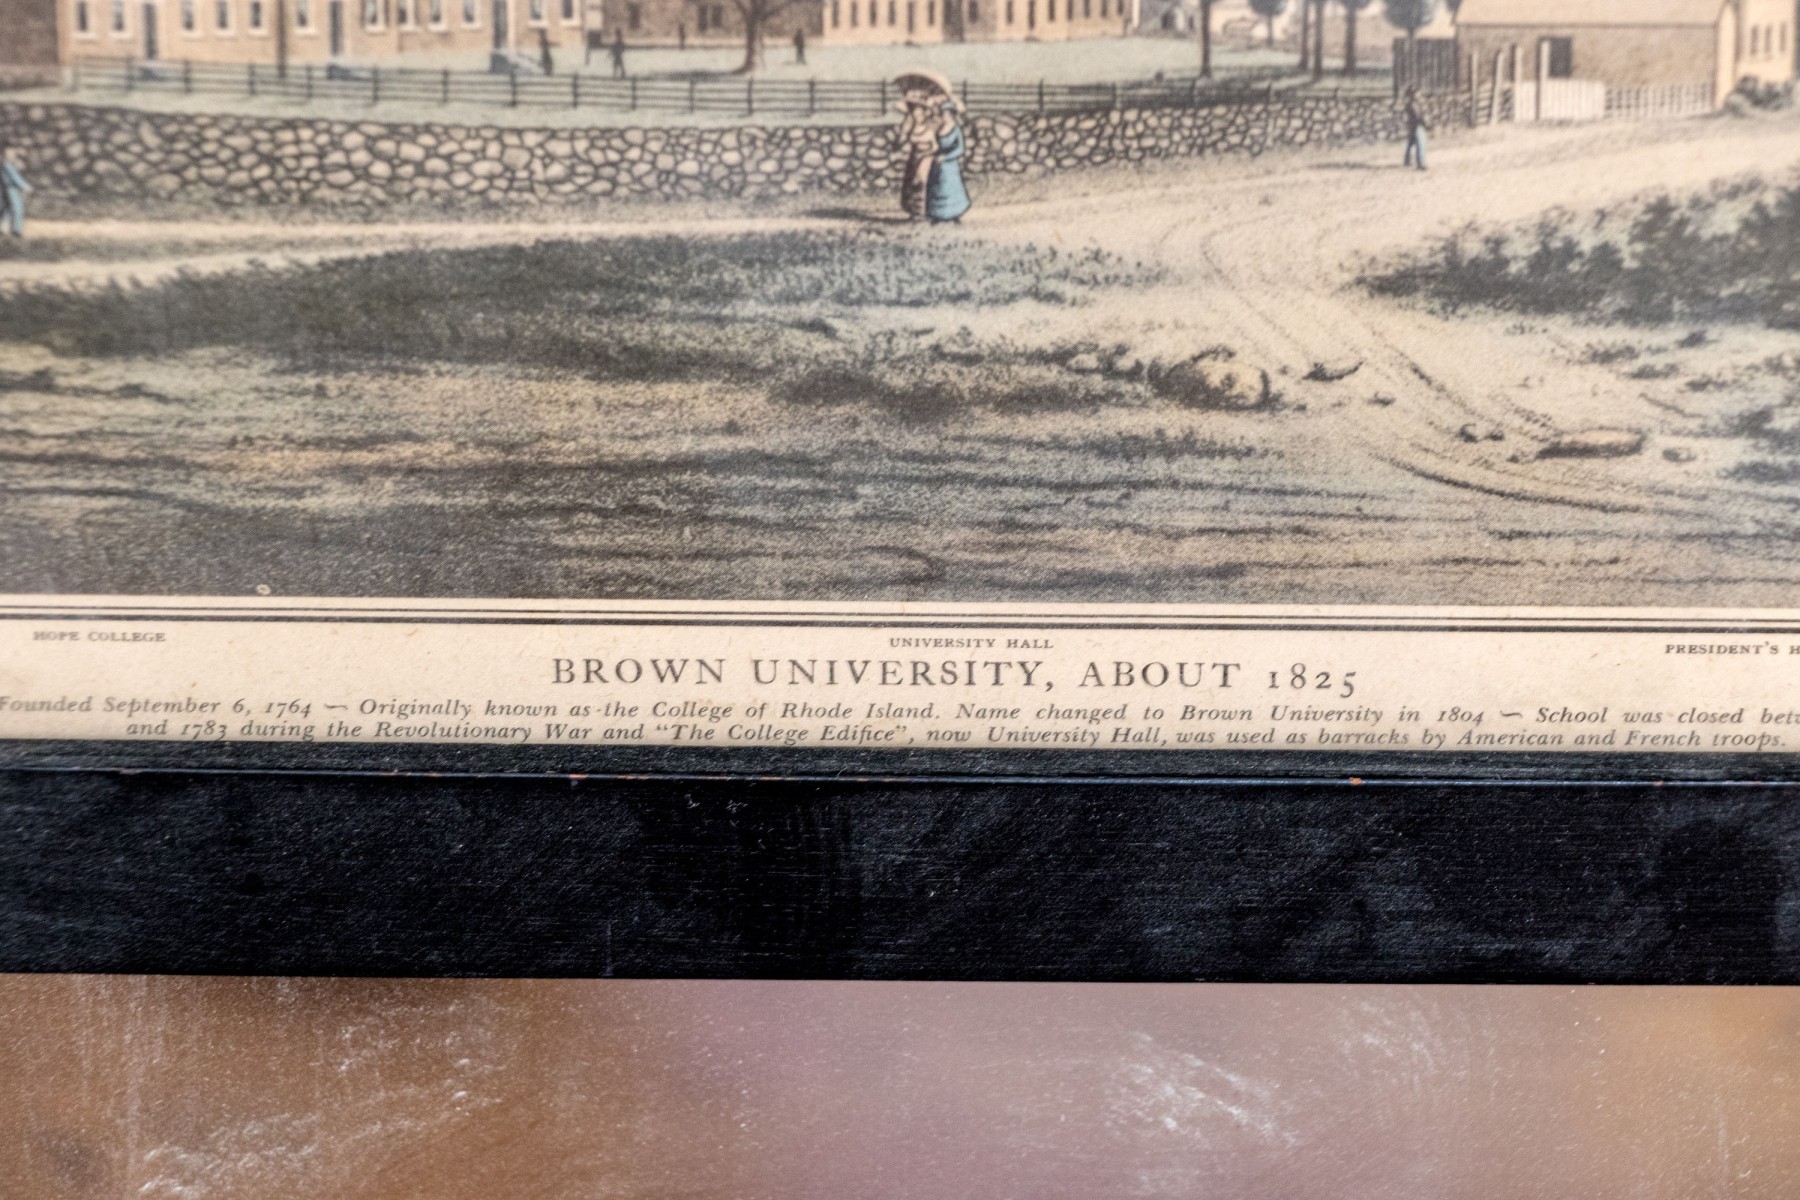 HOPE COLLEGE UNIVERSITY HALL PRESIDENT'S
BROWN UNIVERSITY, ABOUT 1825
Founded September 6, 1764 — Originally known as the College of Rhode Island. Name changed to Brown University in 1804 — School was closed
and 1783 during the Revolutionary War and "The College Edifice", now University Hall, was used as barracks by American and French troops.